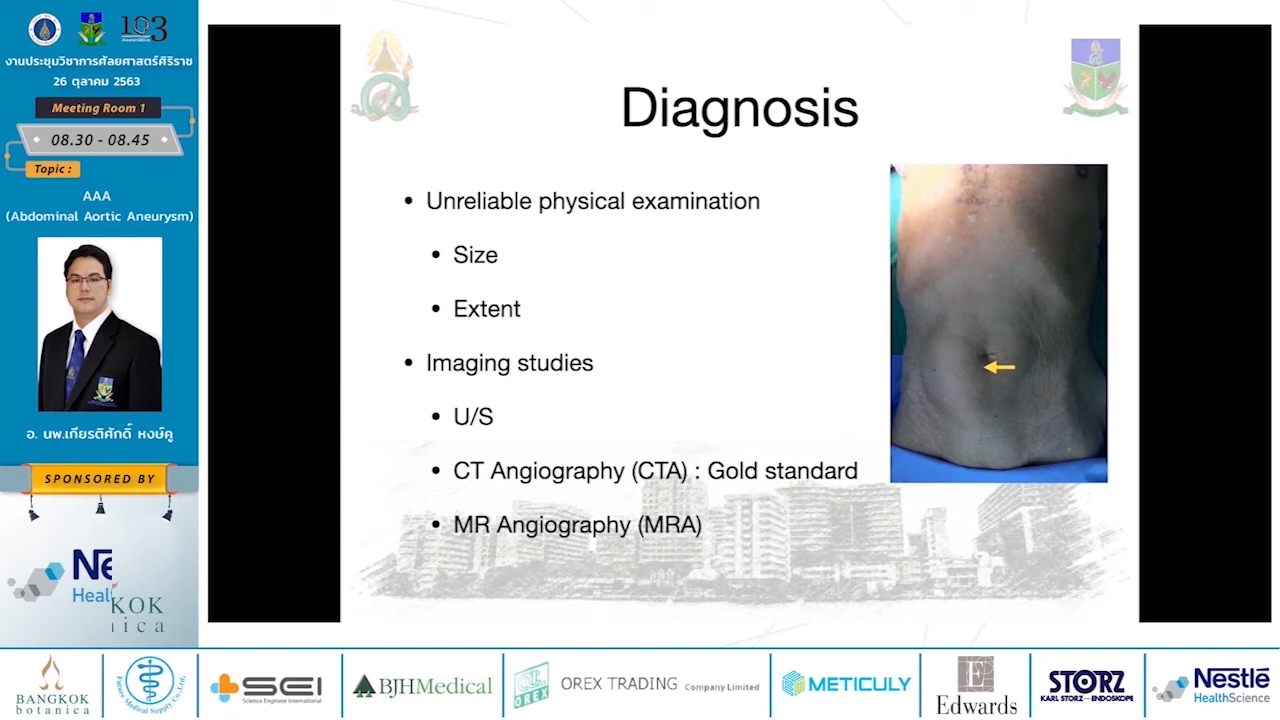 103
งานประชุมวิชาการศัลยศาสตร์ศิริราช
26 ตุลาคม 2563
Meeting Room 1
08.30 - 08.45
Topic :
AAA
(Abdominal Aortic Aneurysm)
อ. นพ.เกียรติศักดิ์ หงษ์คู
SPONSORED BY
Diagnosis
• Unreliable physical examination
• Size
• Extent
• Imaging studies
• U/S
• CT Angiography (CTA) : Gold standard
• MR Angiography (MRA)
BANGKOK
botanica
Future Medical Supply Co.,Ltd.
SEI
Science Engineer International
BJHMedical
OREX
OREX TRADING Company Limited
METICULY
E
Edwards
STORZ
KARL STORZ — ENDOSKOPE
Nestlé
HealthScience